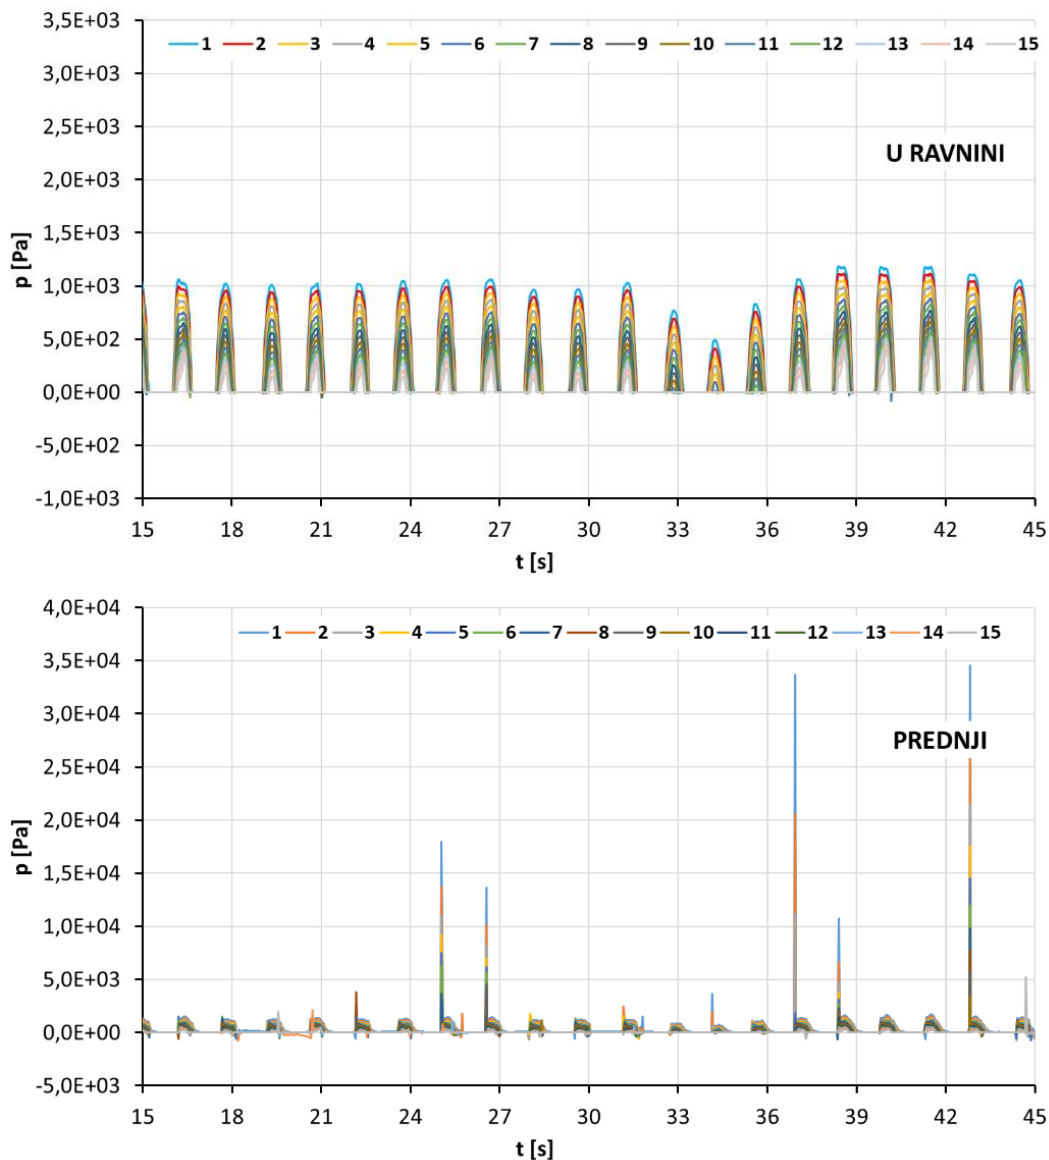 3,5E+03
1 2 3 4 5 6 7 8 9 10 11 12 13 14 15
3,0E+03
2,5E+03
U RAVNINI
2,0E+03
1,5E+03
p [Pa]
1,0E+03
5,0E+02
0,0E+00
-5,0E+02
-1,0E+03
15 18 21 24 27 30 33 36 39 42 45
t [s]
4,0E+04
1 2 3 4 5 6 7 8 9 10 11 12 13 14 15
3,5E+04
3,0E+04
PREDNJI
2,5E+04
2,0E+04
p [Pa]
1,5E+04
1,0E+04
5,0E+03
0,0E+00
-5,0E+03
15 18 21 24 27 30 33 36 39 42 45
t [s]